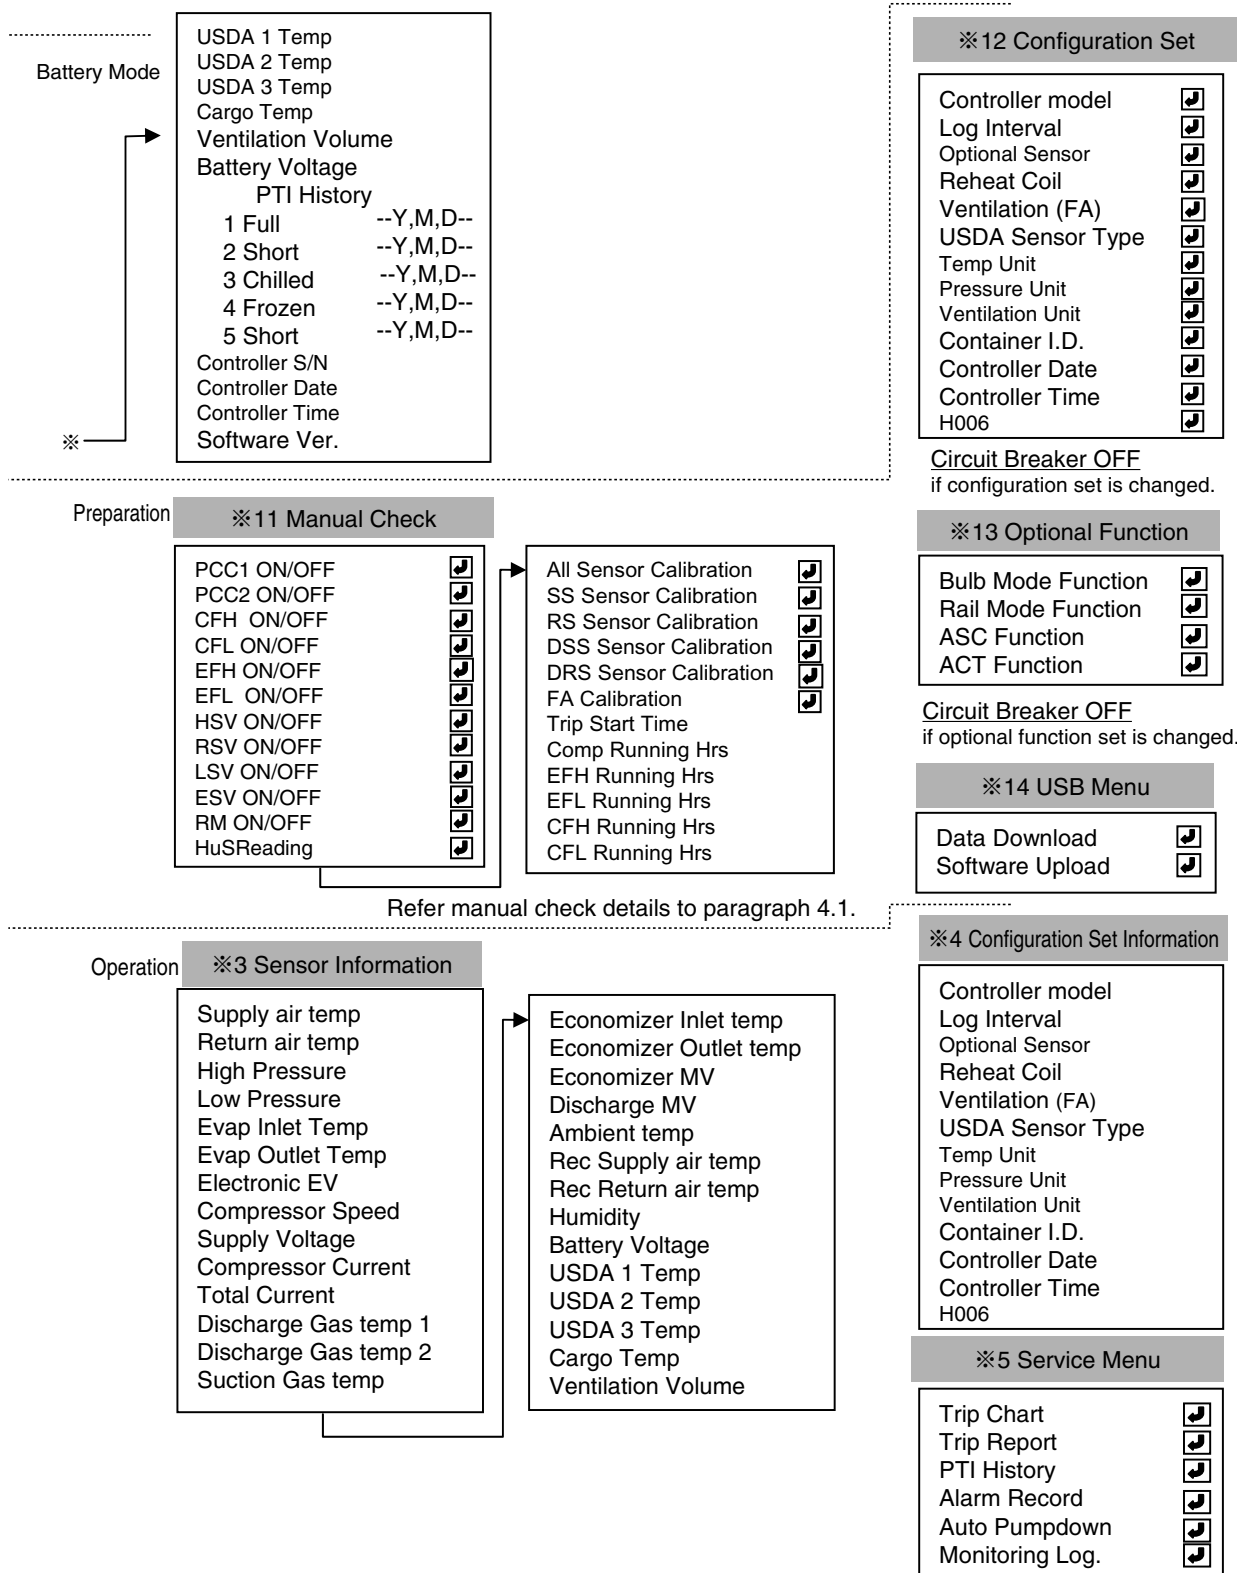 Battery Mode
USDA 1 Temp
USDA 2 Temp
USDA 3 Temp
Cargo Temp
Ventilation Volume
Battery Voltage
PTI History
1 Full --Y,M,D--
2 Short --Y,M,D--
3 Chilled --Y,M,D--
4 Frozen --Y,M,D--
5 Short --Y,M,D--
Controller S/N
Controller Date
Controller Time
Software Ver.
※
※12 Configuration Set
Controller model
Log Interval
Optional Sensor
Reheat Coil
Ventilation (FA)
USDA Sensor Type
Temp Unit
Pressure Unit
Ventilation Unit
Container I.D.
Controller Date
Controller Time
H006
Circuit Breaker OFF
if configuration set is changed.
Preparation
※11 Manual Check
PCC1 ON/OFF
PCC2 ON/OFF
CFH ON/OFF
CFL ON/OFF
EFH ON/OFF
EFL ON/OFF
HSV ON/OFF
RSV ON/OFF
LSV ON/OFF
ESV ON/OFF
RM ON/OFF
HuSReading
All Sensor Calibration
SS Sensor Calibration
RS Sensor Calibration
DSS Sensor Calibration
DRS Sensor Calibration
FA Calibration
Trip Start Time
Comp Running Hrs
EFH Running Hrs
EFL Running Hrs
CFH Running Hrs
CFL Running Hrs
Refer manual check details to paragraph 4.1.
※13 Optional Function
Bulb Mode Function
Rail Mode Function
ASC Function
ACT Function
Circuit Breaker OFF
if optional function set is changed.
※14 USB Menu
Data Download
Software Upload
Operation
※3 Sensor Information
Supply air temp
Return air temp
High Pressure
Low Pressure
Evap Inlet Temp
Evap Outlet Temp
Electronic EV
Compressor Speed
Supply Voltage
Compressor Current
Total Current
Discharge Gas temp 1
Discharge Gas temp 2
Suction Gas temp
Economizer Inlet temp
Economizer Outlet temp
Economizer MV
Discharge MV
Ambient temp
Rec Supply air temp
Rec Return air temp
Humidity
Battery Voltage
USDA 1 Temp
USDA 2 Temp
USDA 3 Temp
Cargo Temp
Ventilation Volume
※4 Configuration Set Information
Controller model
Log Interval
Optional Sensor
Reheat Coil
Ventilation (FA)
USDA Sensor Type
Temp Unit
Pressure Unit
Ventilation Unit
Container I.D.
Controller Date
Controller Time
H006
※5 Service Menu
Trip Chart
Trip Report
PTI History
Alarm Record
Auto Pumpdown
Monitoring Log.